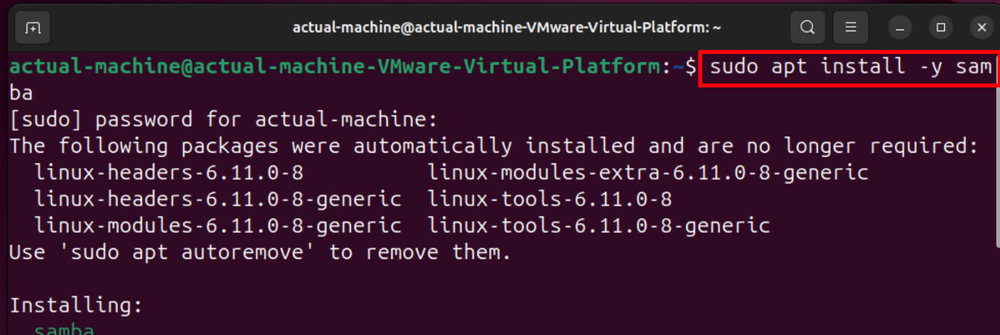 actual-machine@actual-machine-VMware-Virtual-Platform: ~
actual-machine@actual-machine-VMware-Virtual-Platform:~$ sudo apt install -y sam
ba
[sudo] password for actual-machine:
The following packages were automatically installed and are no longer required:
  linux-headers-6.11.0-8          linux-modules-extra-6.11.0-8-generic
  linux-headers-6.11.0-8-generic  linux-tools-6.11.0-8
  linux-modules-6.11.0-8-generic  linux-tools-6.11.0-8-generic
Use 'sudo apt autoremove' to remove them.

Installing:
  samba